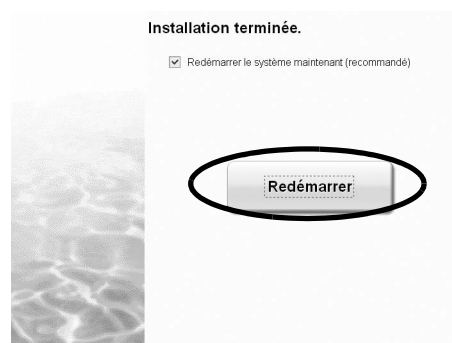 Installation terminée.
Redémarrer le système maintenant (recommandé)
Redémarrer